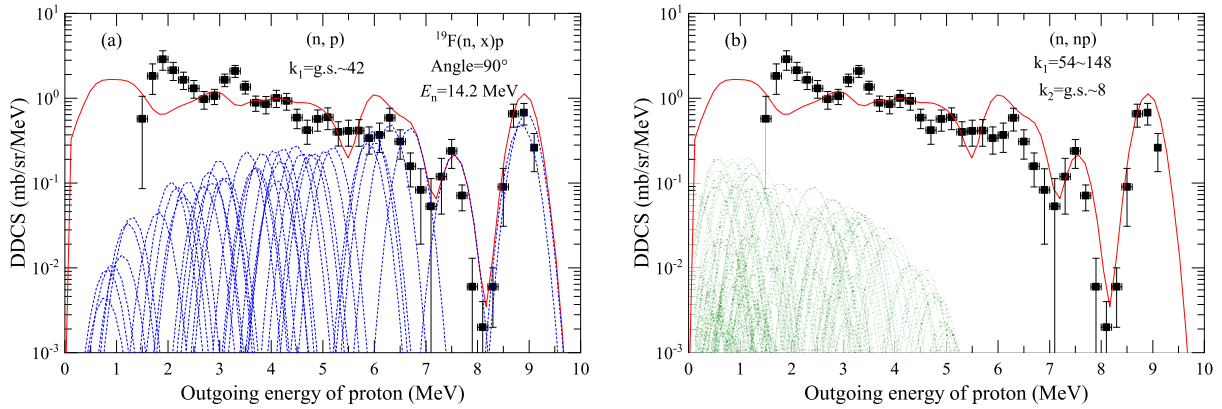 (a)
(n, p)
¹⁹F(n, x)p
k₁=g.s.~42
Angle=90°
Eₙ=14.2 MeV
DDCS (mb/sr/MeV)
10¹
10⁰
10⁻¹
10⁻²
10⁻³
0 1 2 3 4 5 6 7 8 9 10
Outgoing energy of proton (MeV)
(b)
(n, np)
k₁=54~148
k₂=g.s.~8
DDCS (mb/sr/MeV)
10¹
10⁰
10⁻¹
10⁻²
10⁻³
0 1 2 3 4 5 6 7 8 9 10
Outgoing energy of proton (MeV)